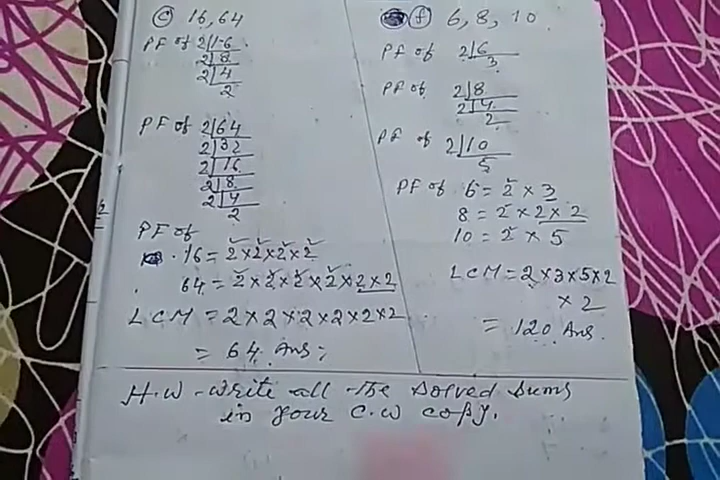 (c) 16, 64
PF of 2|16
2|8
2|4
2
PF of 2|64
2|32
2|16
2|8
2|4
2
PF of
16 = 2×2×2×2
64 = 2×2×2×2×2×2
LCM = 2×2×2×2×2×2
= 64 Ans:
(f) 6, 8, 10
PF of 2|6
3
PF of 2|8
2|4
2
PF 2|10
5
PF of 6 = 2 × 3
8 = 2 × 2 × 2
10 = 2 × 5
LCM = 2×3×5×2
× 2
= 120 Ans.
H.W - write all the solved sums
in your C.W copy.